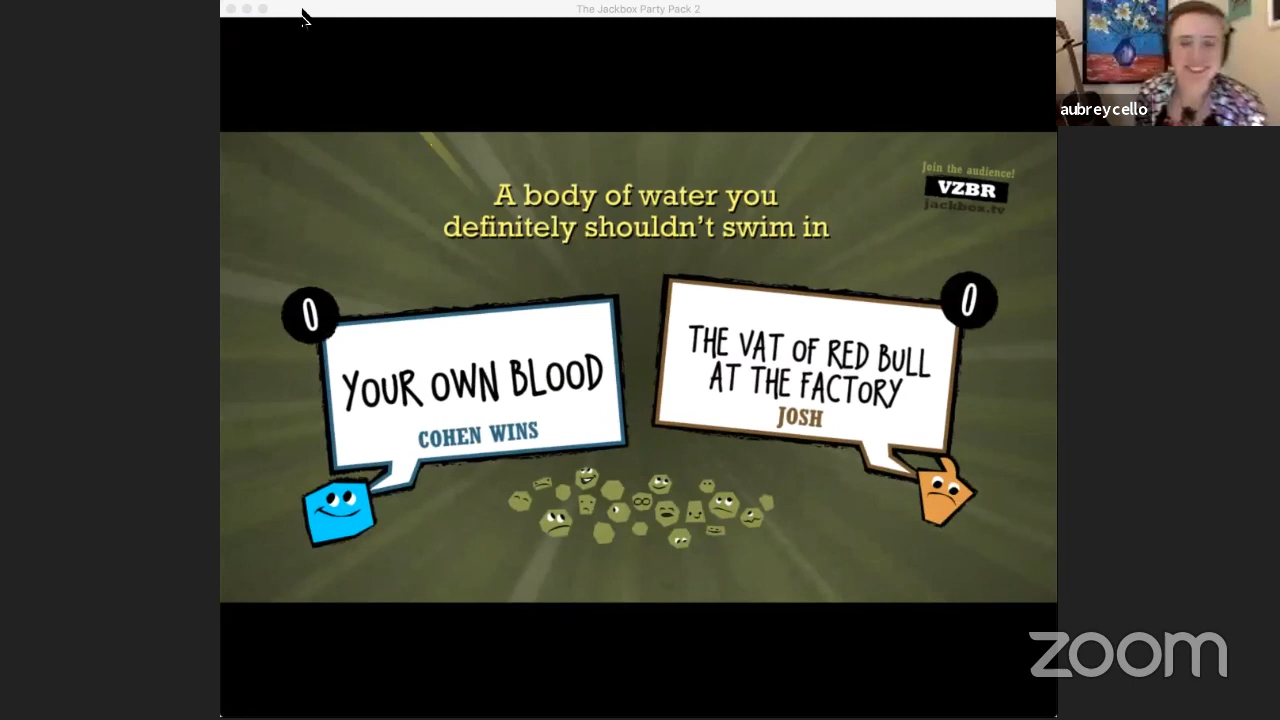 The Jackbox Party Pack 2
aubreycello
A body of water you
definitely shouldn't swim in
Join the audience!
VZBR
jackbox.tv
0
YOUR OWN BLOOD
COHEN WINS
0
THE VAT OF RED BULL
AT THE FACTORY
JOSH
zoom